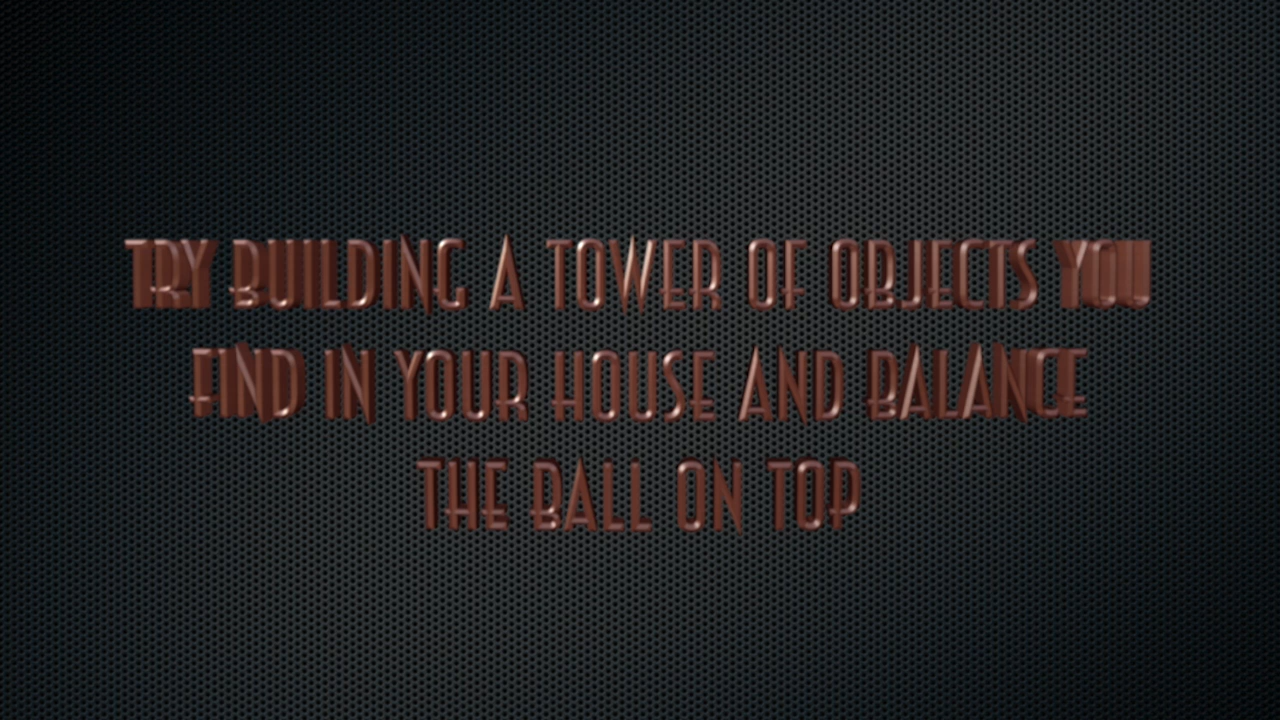 TRY BUILDING A TOWER OF OBJECTS YOU
FIND IN YOUR HOUSE AND BALANCE
THE BALL ON TOP